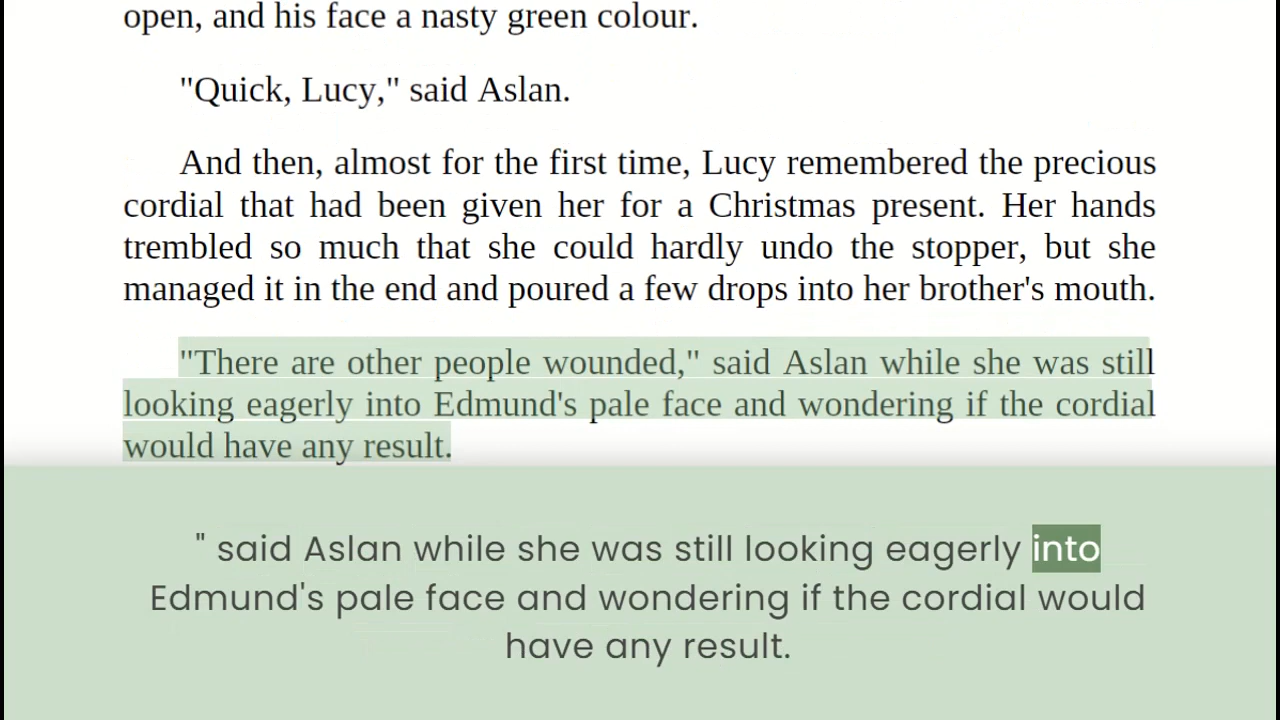 open, and his face a nasty green colour.
"Quick, Lucy," said Aslan.
And then, almost for the first time, Lucy remembered the precious
cordial that had been given her for a Christmas present. Her hands
trembled so much that she could hardly undo the stopper, but she
managed it in the end and poured a few drops into her brother's mouth.
"There are other people wounded," said Aslan while she was still
looking eagerly into Edmund's pale face and wondering if the cordial
would have any result.
" said Aslan while she was still looking eagerly into
Edmund's pale face and wondering if the cordial would
have any result.